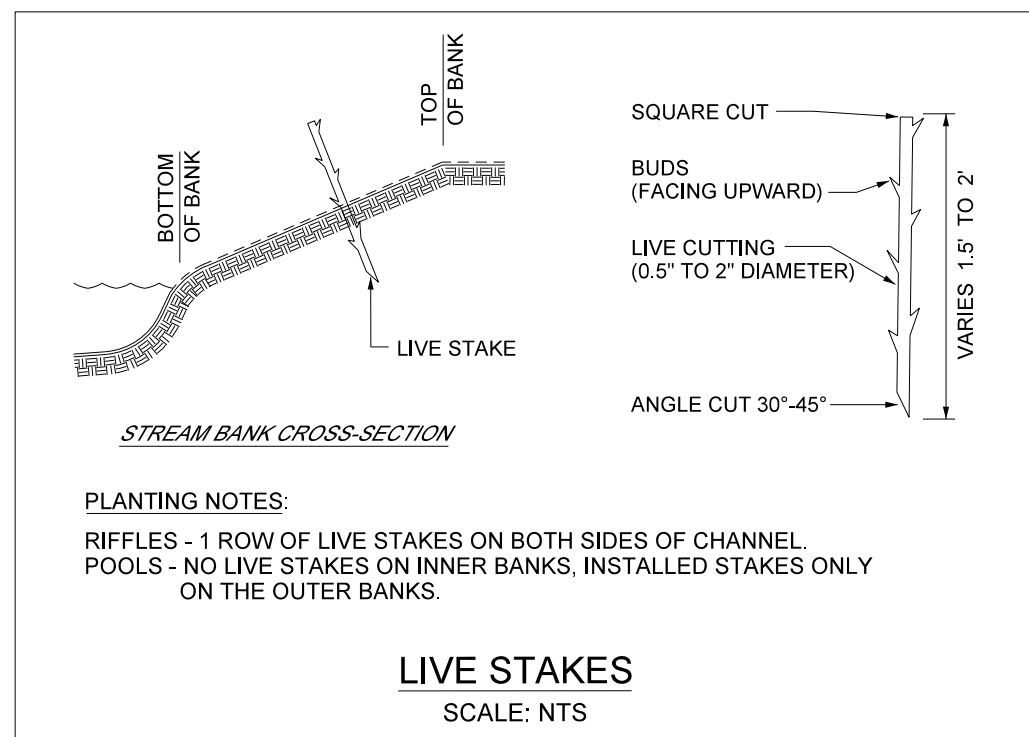 BOTTOM
OF BANK
TOP
OF BANK
LIVE STAKE
STREAM BANK CROSS-SECTION
SQUARE CUT
BUDS
(FACING UPWARD)
LIVE CUTTING
(0.5" TO 2" DIAMETER)
ANGLE CUT 30°-45°
VARIES 1.5' TO 2'
PLANTING NOTES:
RIFFLES - 1 ROW OF LIVE STAKES ON BOTH SIDES OF CHANNEL.
POOLS - NO LIVE STAKES ON INNER BANKS, INSTALLED STAKES ONLY
ON THE OUTER BANKS.
LIVE STAKES
SCALE: NTS